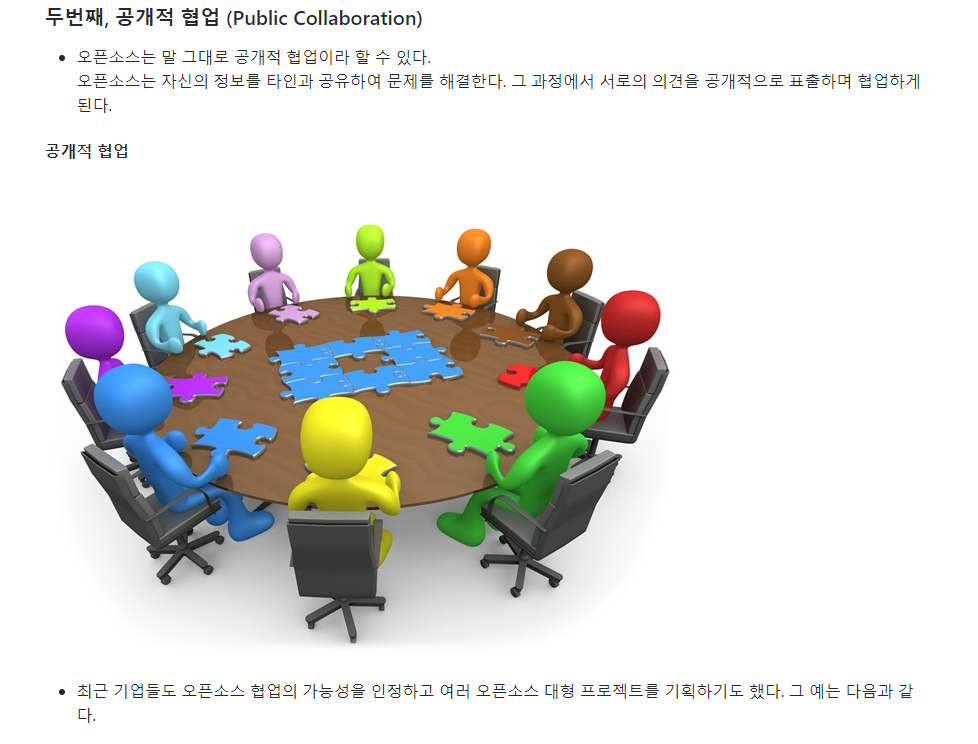 두번째, 공개적 협업 (Public Collaboration)
오픈소스는 말 그대로 공개적 협업이라 할 수 있다.
오픈소스는 자신의 정보를 타인과 공유하여 문제를 해결한다. 그 과정에서 서로의 의견을 공개적으로 표출하며 협업하게
된다.
공개적 협업
최근 기업들도 오픈소스 협업의 가능성을 인정하고 여러 오픈소스 대형 프로젝트를 기획하기도 했다. 그 예는 다음과 같
다.